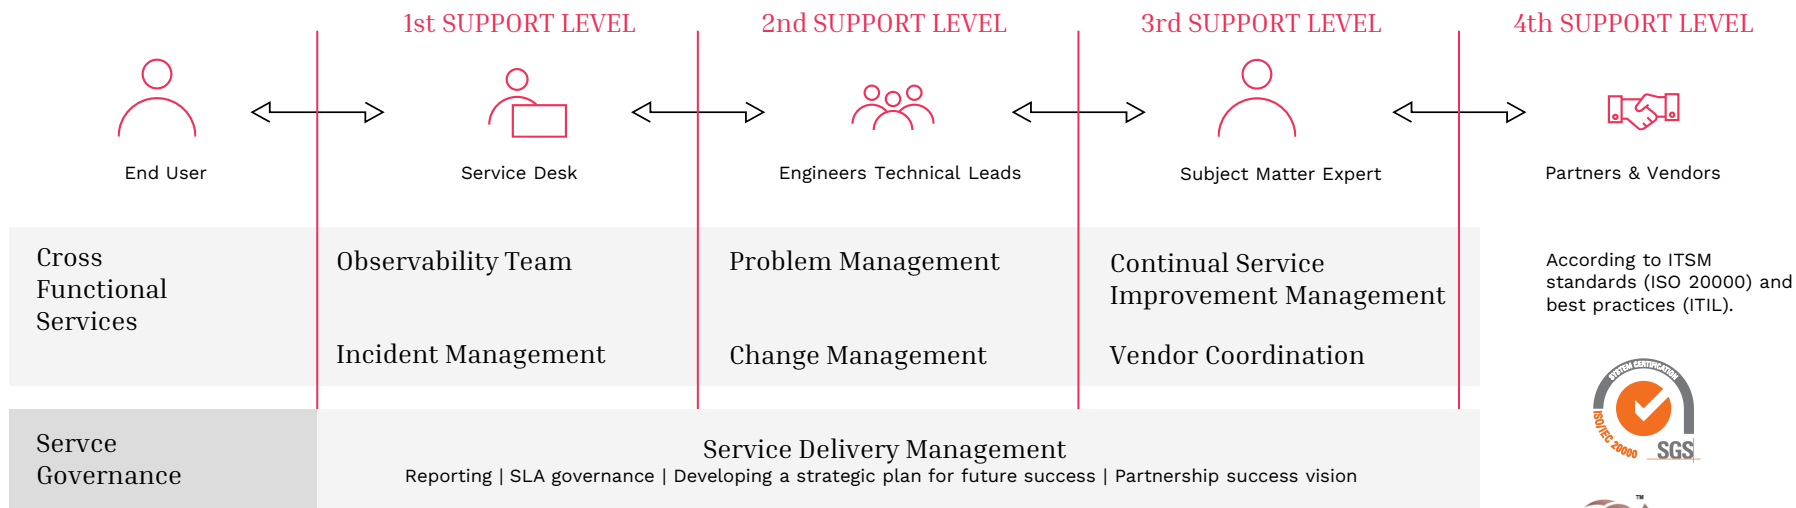 1st SUPPORT LEVEL
2nd SUPPORT LEVEL
3rd SUPPORT LEVEL
4th SUPPORT LEVEL
End User
Service Desk
Engineers Technical Leads
Subject Matter Expert
Partners & Vendors
Cross
Functional
Services
Observability Team
Incident Management
Problem Management
Change Management
Continual Service
Improvement Management
Vendor Coordination
According to ITSM
standards (ISO 20000) and
best practices (ITIL).
SYSTEM CERTIFICATION
ISO/IEC 20000
SGS
TM
Servce
Governance
Service Delivery Management
Reporting | SLA governance | Developing a strategic plan for future success | Partnership success vision